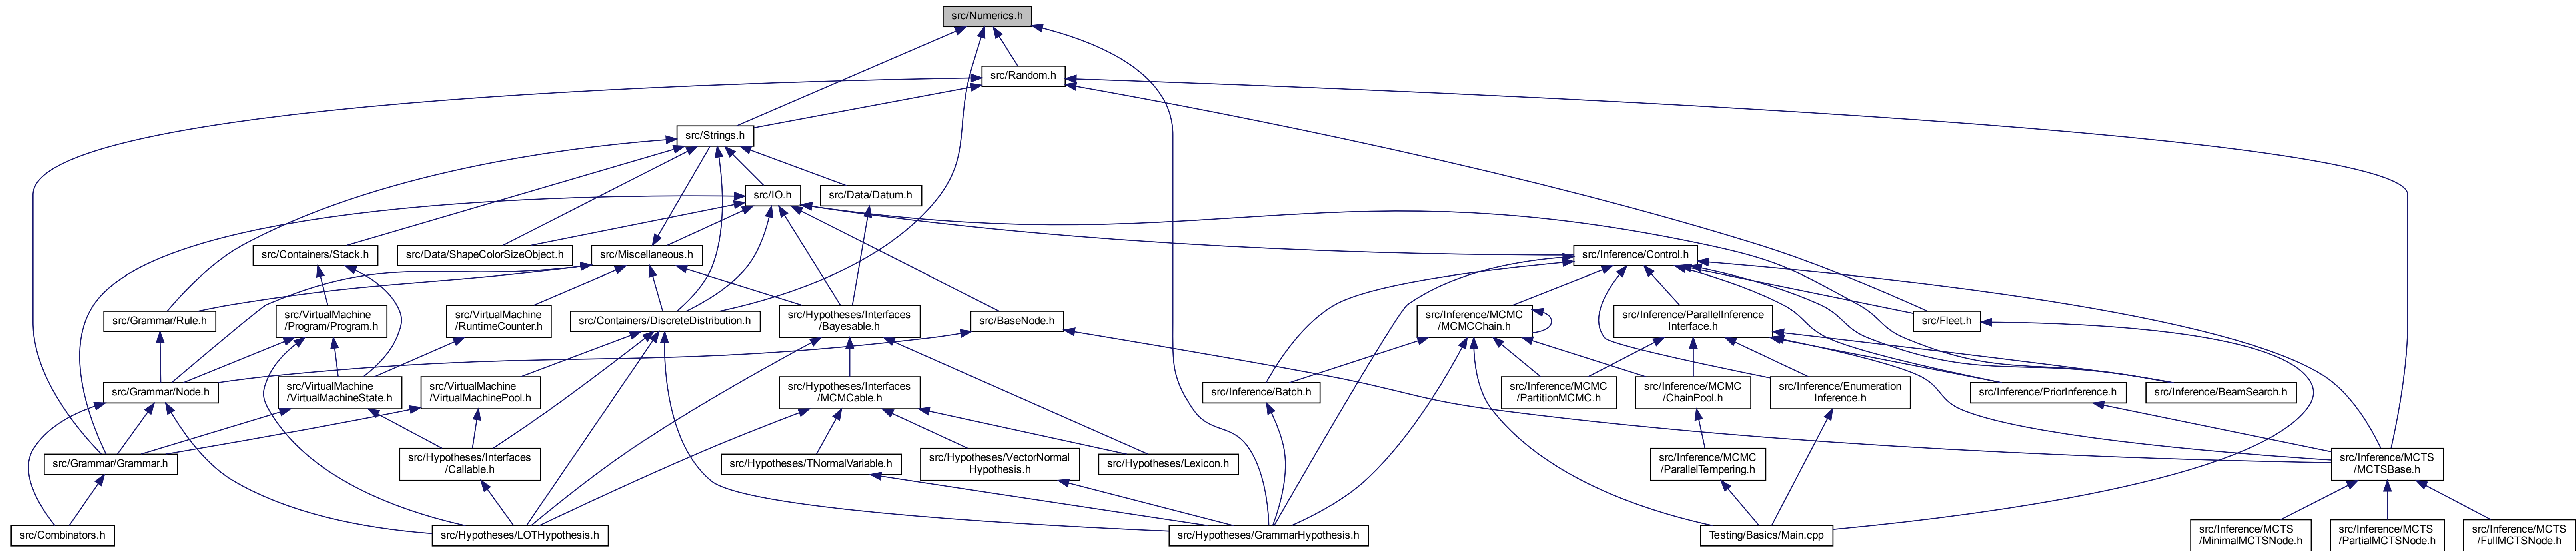 src/Numerics.h
src/Random.h
src/Strings.h
src/IO.h
src/Data/Datum.h
src/Containers/Stack.h
src/Data/ShapeColorSizeObject.h
src/Miscellaneous.h
src/Inference/Control.h
src/Grammar/Rule.h
src/VirtualMachine
/Program/Program.h
src/VirtualMachine
/RuntimeCounter.h
src/Containers/DiscreteDistribution.h
src/Hypotheses/Interfaces
/Bayesable.h
src/BaseNode.h
src/Inference/MCMC
/MCMCChain.h
src/Inference/ParallelInference
Interface.h
src/Fleet.h
src/Grammar/Node.h
src/VirtualMachine
/VirtualMachineState.h
src/VirtualMachine
/VirtualMachinePool.h
src/Hypotheses/Interfaces
/MCMCable.h
src/Inference/Batch.h
src/Inference/MCMC
/PartitionMCMC.h
src/Inference/MCMC
/ChainPool.h
src/Inference/Enumeration
Inference.h
src/Inference/PriorInference.h
src/Inference/BeamSearch.h
src/Grammar/Grammar.h
src/Hypotheses/Interfaces
/Callable.h
src/Hypotheses/TNormalVariable.h
src/Hypotheses/VectorNormal
Hypothesis.h
src/Hypotheses/Lexicon.h
src/Inference/MCMC
/ParallelTempering.h
src/Inference/MCTS
/MCTSBase.h
src/Combinators.h
src/Hypotheses/LOTHypothesis.h
src/Hypotheses/GrammarHypothesis.h
Testing/Basics/Main.cpp
src/Inference/MCTS
/MinimalMCTSNode.h
src/Inference/MCTS
/PartialMCTSNode.h
src/Inference/MCTS
/FullMCTSNode.h